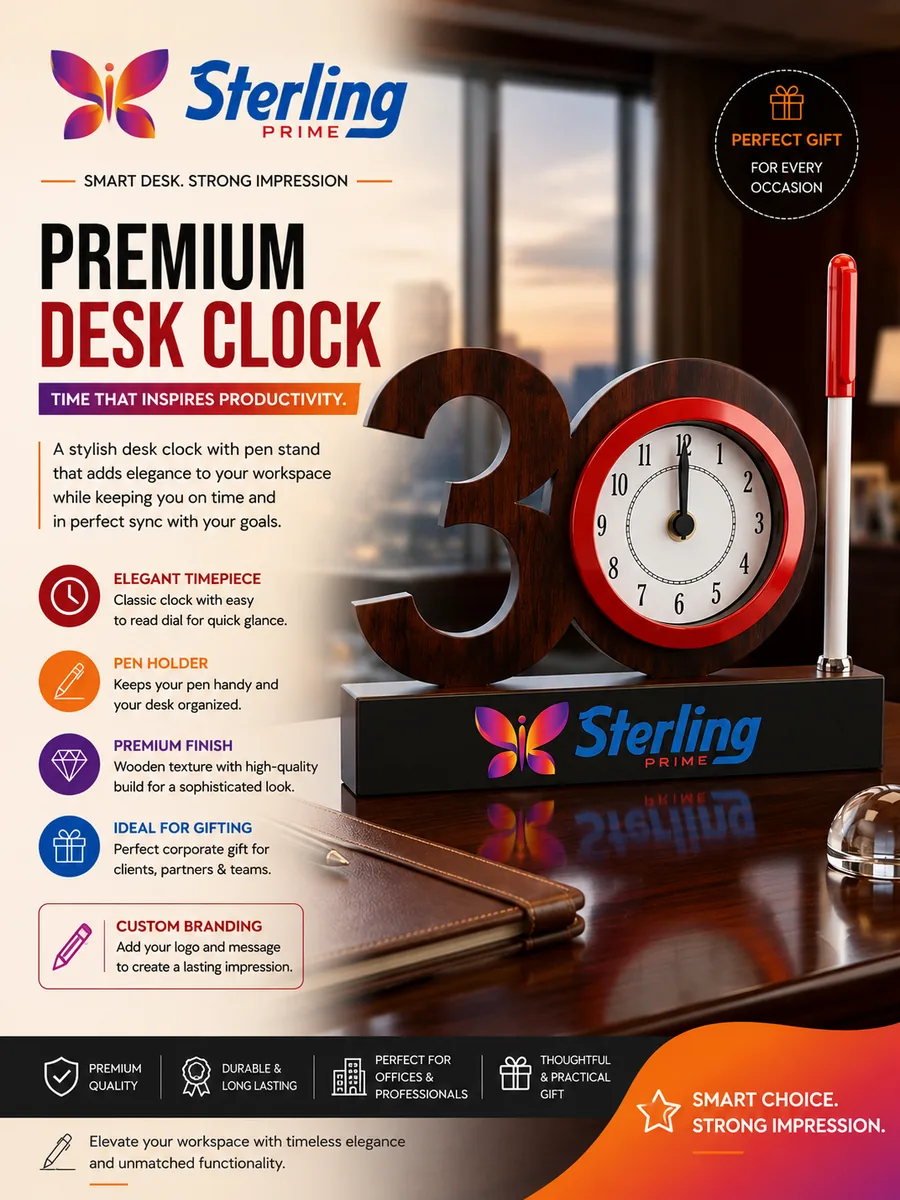 Sterling
PRIME
SMART DESK. STRONG IMPRESSION
PERFECT GIFT
FOR EVERY
OCCASION
PREMIUM
DESK CLOCK
TIME THAT INSPIRES PRODUCTIVITY.
A stylish desk clock with pen stand
that adds elegance to your workspace
while keeping you on time and
in perfect sync with your goals.
ELEGANT TIMEPIECE
Classic clock with easy
to read dial for quick glance.
PEN HOLDER
Keeps your pen handy and
your desk organized.
PREMIUM FINISH
Wooden texture with high-quality
build for a sophisticated look.
IDEAL FOR GIFTING
Perfect corporate gift for
clients, partners & teams.
CUSTOM BRANDING
Add your logo and message
to create a lasting impression.
30
12
1
2
3
4
5
6
7
8
9
10
11
Sterling
PRIME
PREMIUM
QUALITY
DURABLE &
LONG LASTING
PERFECT FOR
OFFICES &
PROFESSIONALS
THOUGHTFUL
& PRACTICAL
GIFT
SMART CHOICE.
STRONG IMPRESSION.
Elevate your workspace with timeless elegance
and unmatched functionality.